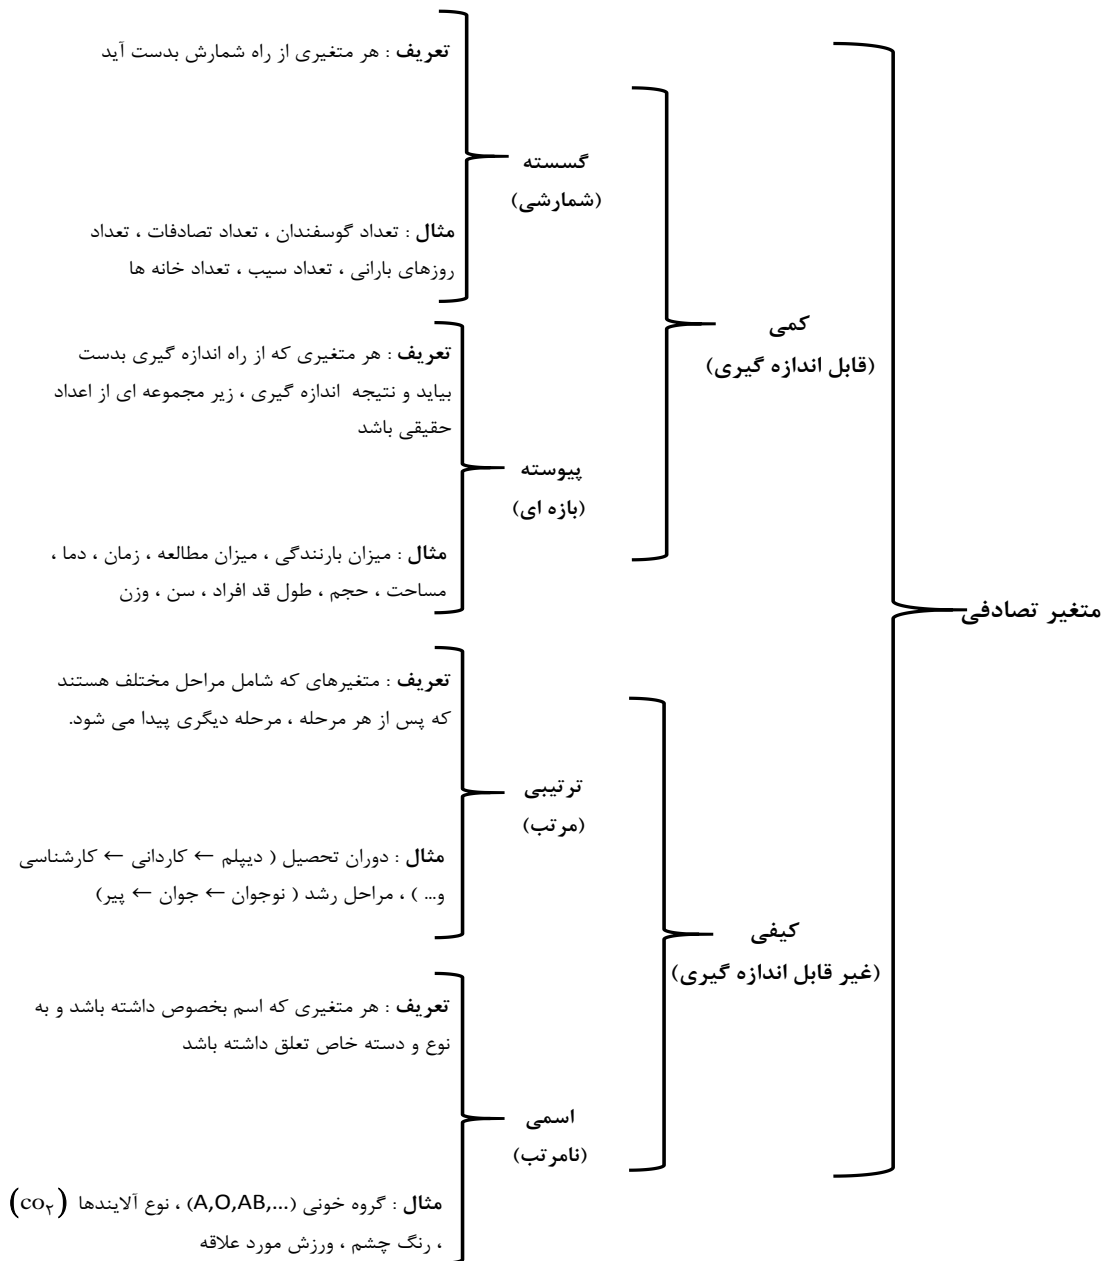 متغیر تصادفی
کمی
(قابل اندازه گیری)
گسسته
(شمارشی)
تعریف : هر متغیری از راه شمارش بدست آید
مثال : تعداد گوسفندان ، تعداد تصادفات ، تعداد
روزهای بارانی ، تعداد سیب ، تعداد خانه ها
پیوسته
(بازه ای)
تعریف : هر متغیری که از راه اندازه گیری بدست
بیاید و نتیجه اندازه گیری ، زیر مجموعه ای از اعداد
حقیقی باشد
مثال : میزان بارنندگی ، میزان مطالعه ، زمان ، دما ،
مساحت ، حجم ، طول قد افراد ، سن ، وزن
کیفی
(غیر قابل اندازه گیری)
ترتیبی
(مرتب)
تعریف : متغیرهای که شامل مراحل مختلف هستند
که پس از هر مرحله ، مرحله دیگری پیدا می شود.
مثال : دوران تحصیل ( دیپلم ← کاردانی ← کارشناسی
و... ) ، مراحل رشد ( نوجوان ← جوان ← پیر)
اسمی
(نامرتب)
تعریف : هر متغیری که اسم بخصوص داشته باشد و به
نوع و دسته خاص تعلق داشته باشد
مثال : گروه خونی (A,O,AB,...) ، نوع آلایندها (co۲)
، رنگ چشم ، ورزش مورد علاقه